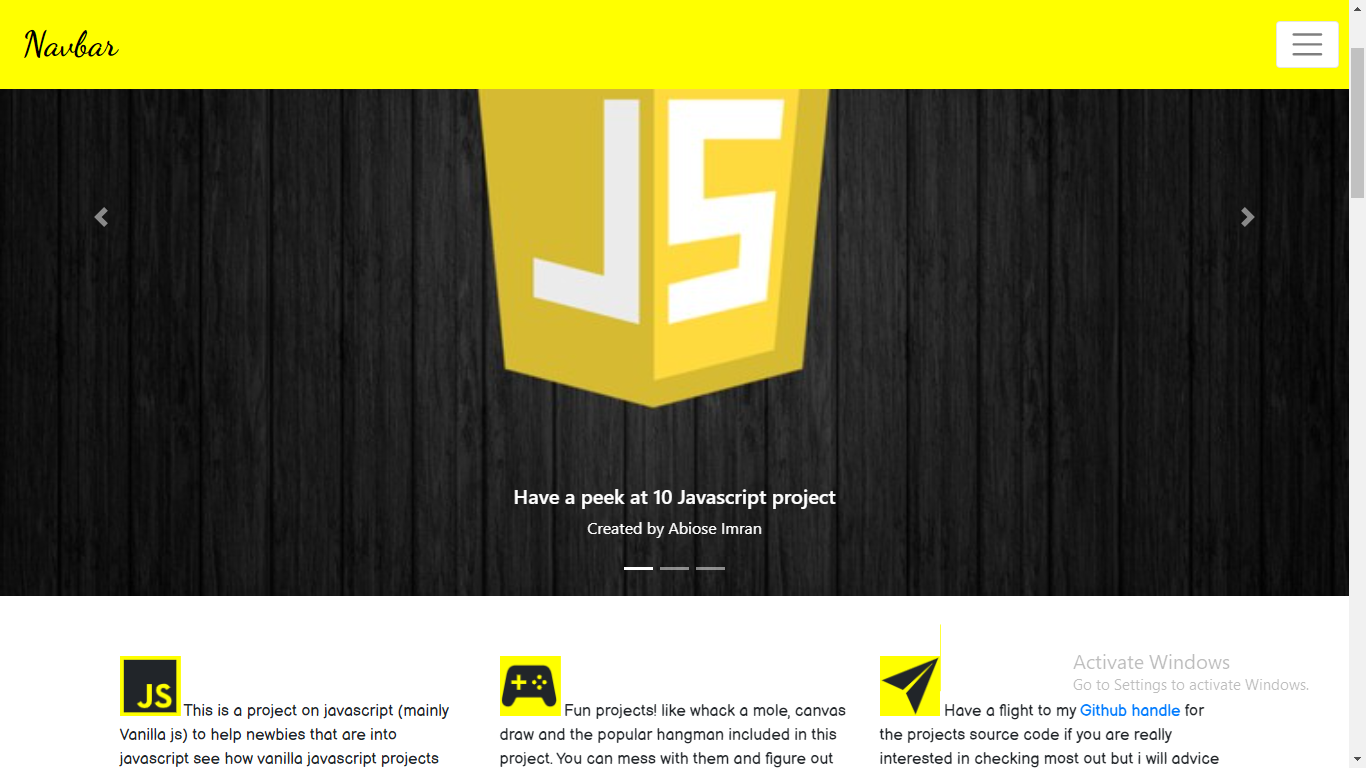 Navbar
JS
Have a peek at 10 Javascript project
Created by Abiose Imran
JS
This is a project on javascript (mainly
Vanilla js) to help newbies that are into
javascript see how vanilla javascript projects
Fun projects! like whack a mole, canvas
draw and the popular hangman included in this
project. You can mess with them and figure out
Have a flight to my Github handle for
the projects source code if you are really
interested in checking most out but i will advice
Activate Windows
Go to Settings to activate Windows.